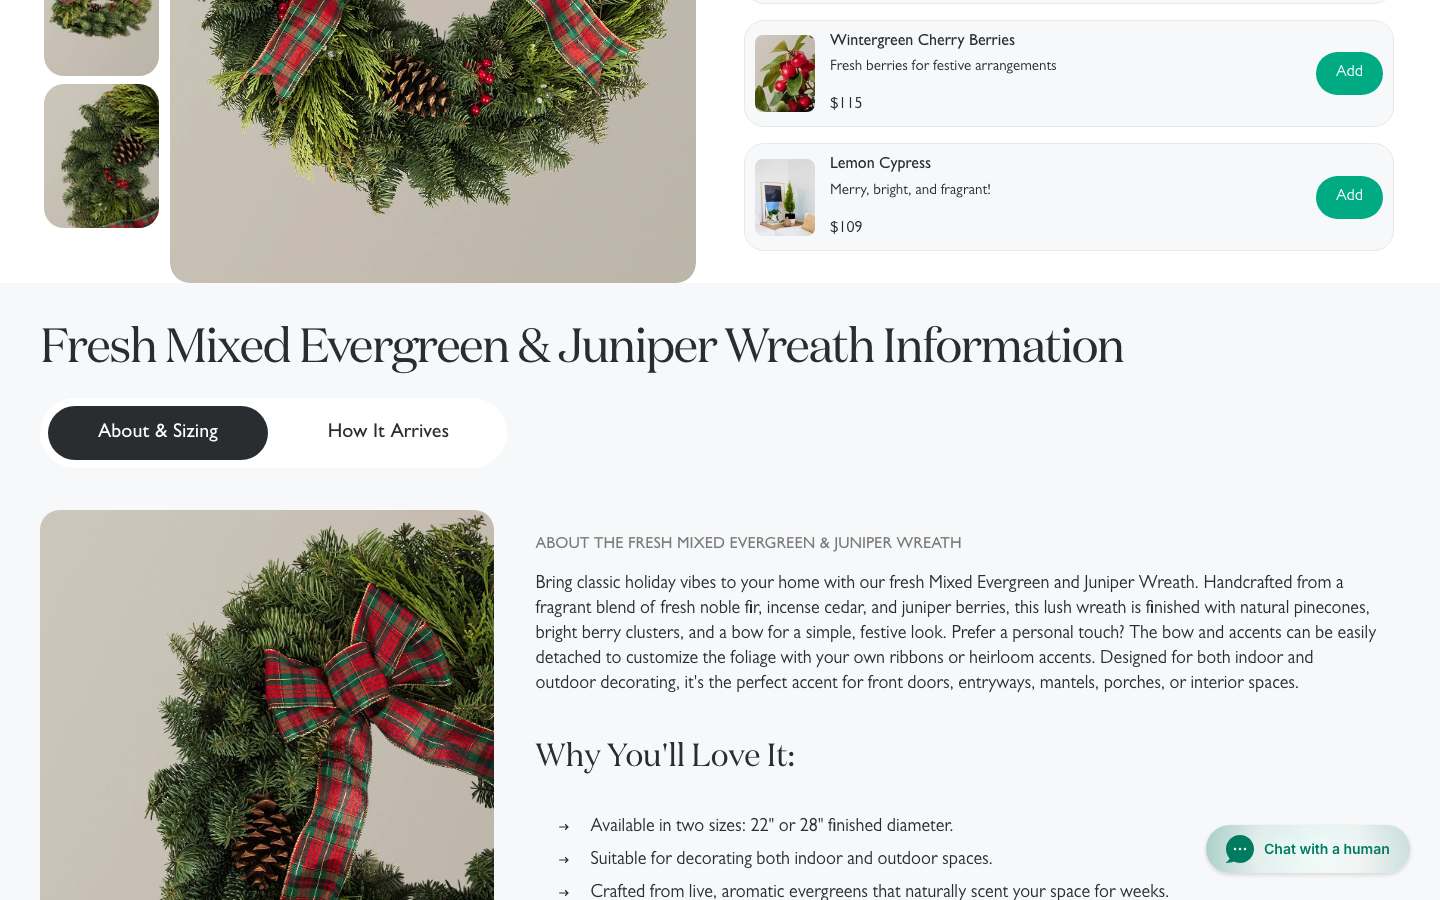 Wintergreen Cherry Berries
Fresh berries for festive arrangements
$115
Add
Lemon Cypress
Merry, bright, and fragrant!
$109
Add
Fresh Mixed Evergreen & Juniper Wreath Information
About & Sizing
How It Arrives
ABOUT THE FRESH MIXED EVERGREEN & JUNIPER WREATH
Bring classic holiday vibes to your home with our fresh Mixed Evergreen and Juniper Wreath. Handcrafted from a
fragrant blend of fresh noble fir, incense cedar, and juniper berries, this lush wreath is finished with natural pinecones,
bright berry clusters, and a bow for a simple, festive look. Prefer a personal touch? The bow and accents can be easily
detached to customize the foliage with your own ribbons or heirloom accents. Designed for both indoor and
outdoor decorating, it's the perfect accent for front doors, entryways, mantels, porches, or interior spaces.
Why You'll Love It:
→ Available in two sizes: 22" or 28" finished diameter.
→ Suitable for decorating both indoor and outdoor spaces.
→ Crafted from live, aromatic evergreens that naturally scent your space for weeks.
Chat with a human